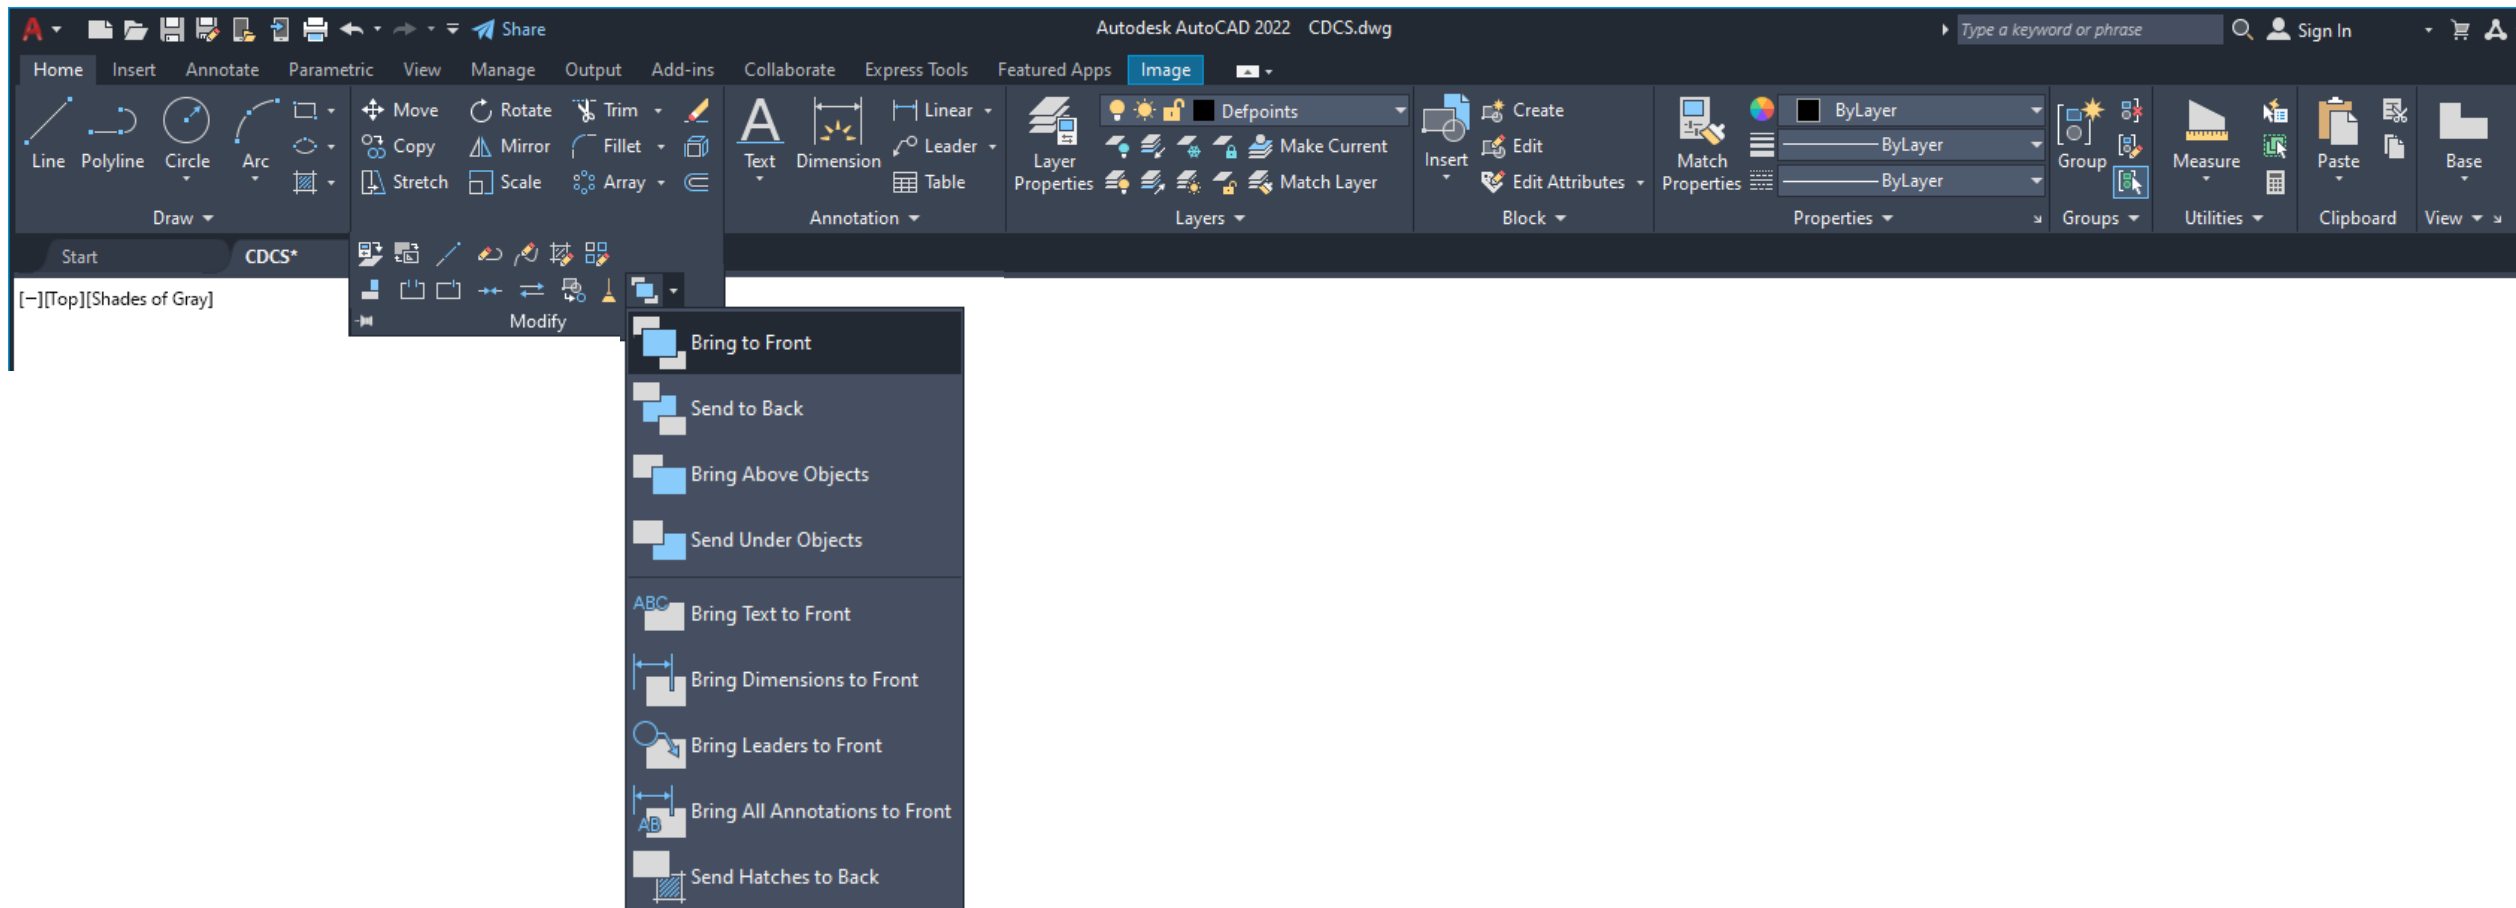 Share Autodesk AutoCAD 2022 CDCS.dwg Type a keyword or phrase Sign In
Home Insert Annotate Parametric View Manage Output Add-ins Collaborate Express Tools Featured Apps Image
Move Rotate Trim Linear Defpoints Create ByLayer
Line Polyline Circle Arc Copy Mirror Fillet Text Dimension Leader Layer Properties Make Current Insert Edit Match Properties ByLayer Group Measure Paste Base
Stretch Scale Array Table Match Layer Edit Attributes ByLayer
Draw Annotation Layers Block Properties Groups Utilities Clipboard View
Start CDCS*
[−][Top][Shades of Gray]
Modify
Bring to Front
Send to Back
Bring Above Objects
Send Under Objects
ABC Bring Text to Front
Bring Dimensions to Front
Bring Leaders to Front
AB Bring All Annotations to Front
Send Hatches to Back